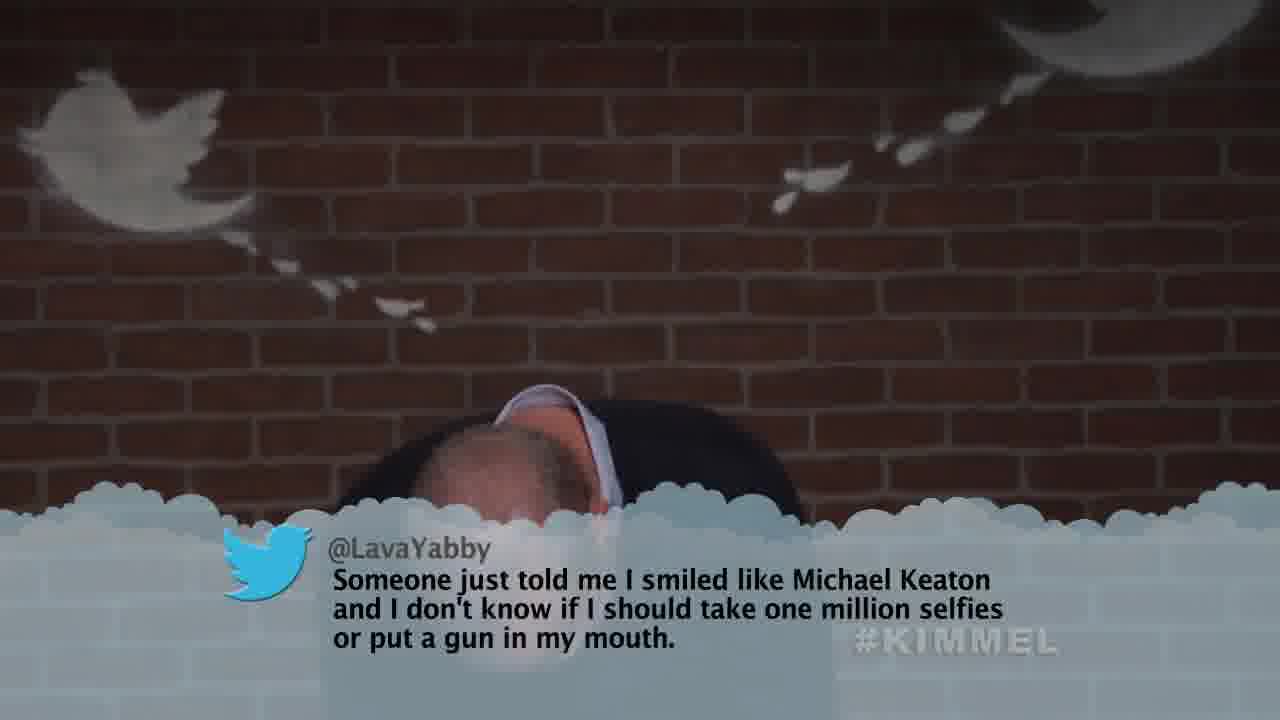 @LavaYabby
Someone just told me I smiled like Michael Keaton
and I don't know if I should take one million selfies
or put a gun in my mouth.
#KIMMEL